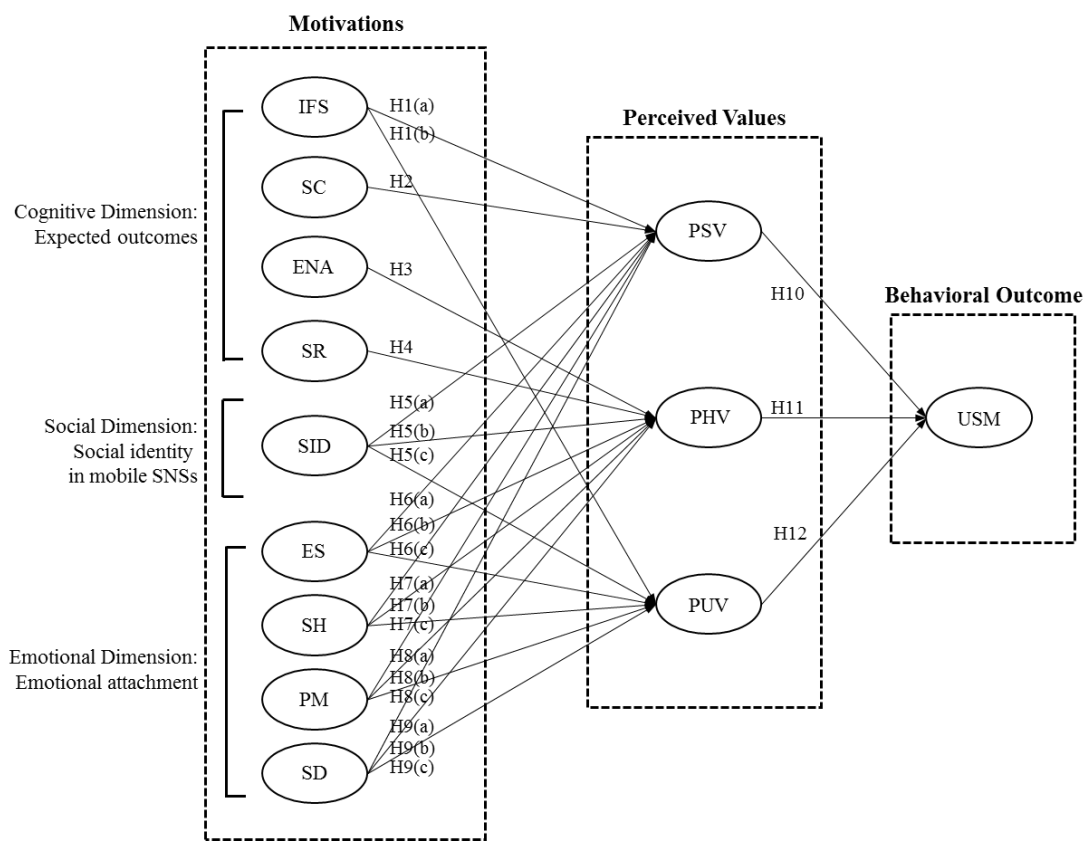 Motivations
IFS
H1(a)
H1(b)
SC
H2
Cognitive Dimension:
Expected outcomes
ENA
H3
SR
H4
Social Dimension:
Social identity
in mobile SNSs
SID
H5(a)
H5(b)
H5(c)
ES
H6(a)
H6(b)
H6(c)
SH
H7(a)
H7(b)
H7(c)
Emotional Dimension:
Emotional attachment
PM
H8(a)
H8(b)
H8(c)
SD
H9(a)
H9(b)
H9(c)
Perceived Values
PSV
PHV
PUV
H10
H11
H12
Behavioral Outcome
USM